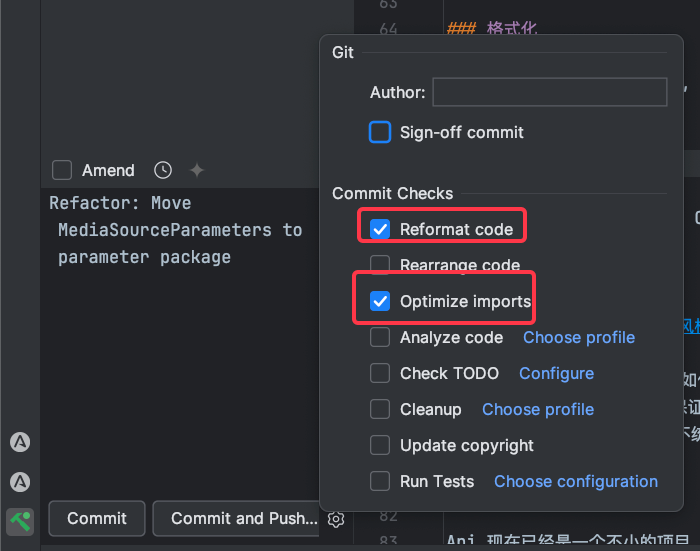 63
64
### 格式化
Git
Author:
Sign-off commit
Amend
Commit Checks
Refactor: Move
MediaSourceParameters to
parameter package
Reformat code
Rearrange code
Optimize imports
Analyze code Choose profile
Check TODO Configure
Cleanup Choose profile
Update copyright
Run Tests Choose configuration
Commit
Commit and Push...
82
83
Ani 现在已经是一个不小的项目